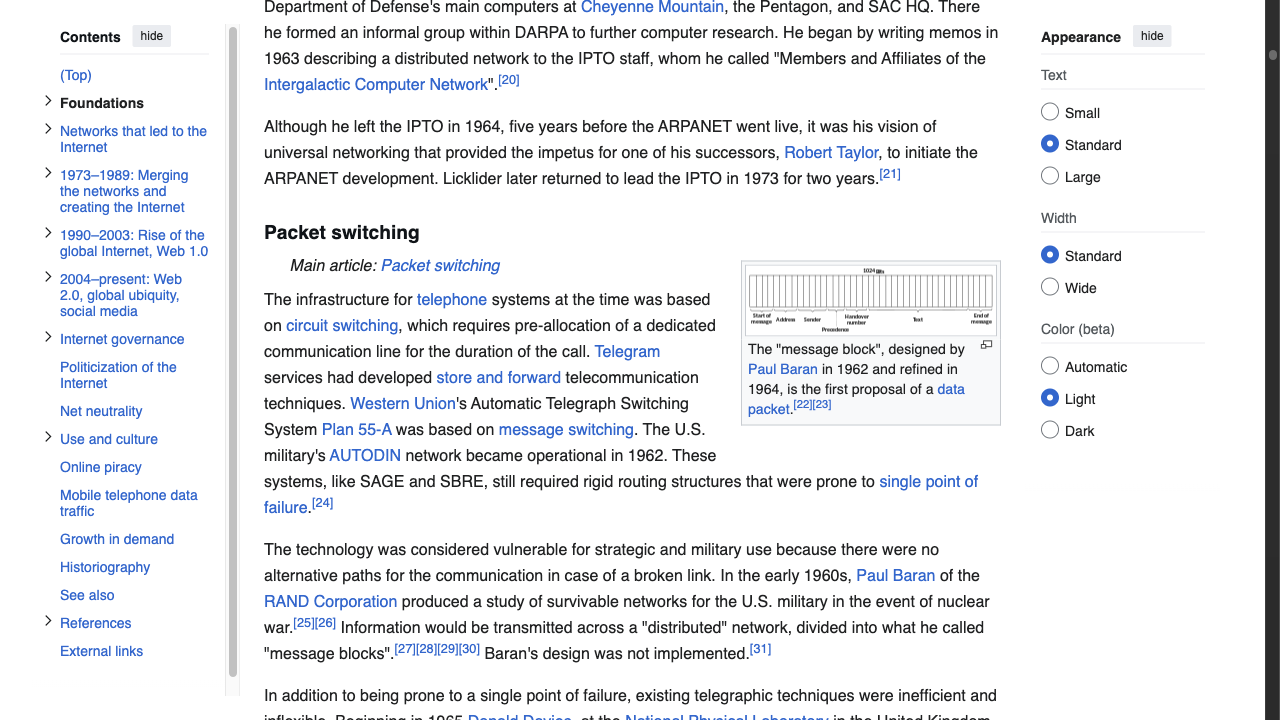 Contents hide
(Top)
Foundations
Networks that led to the
Internet
1973–1989: Merging
the networks and
creating the Internet
1990–2003: Rise of the
global Internet, Web 1.0
2004–present: Web
2.0, global ubiquity,
social media
Internet governance
Politicization of the
Internet
Net neutrality
Use and culture
Online piracy
Mobile telephone data
traffic
Growth in demand
Historiography
See also
References
External links
Department of Defense's main computers at Cheyenne Mountain, the Pentagon, and SAC HQ. There
he formed an informal group within DARPA to further computer research. He began by writing memos in
1963 describing a distributed network to the IPTO staff, whom he called "Members and Affiliates of the
Intergalactic Computer Network".[20]
Although he left the IPTO in 1964, five years before the ARPANET went live, it was his vision of
universal networking that provided the impetus for one of his successors, Robert Taylor, to initiate the
ARPANET development. Licklider later returned to lead the IPTO in 1973 for two years.[21]
Packet switching
Main article: Packet switching
The infrastructure for telephone systems at the time was based
on circuit switching, which requires pre-allocation of a dedicated
communication line for the duration of the call. Telegram
services had developed store and forward telecommunication
techniques. Western Union's Automatic Telegraph Switching
System Plan 55-A was based on message switching. The U.S.
military's AUTODIN network became operational in 1962. These
systems, like SAGE and SBRE, still required rigid routing structures that were prone to single point of
failure.[24]
1024 Bits
Start of
message
Address
Sender
Precedence
Handover
number
Text
End of
message
The "message block", designed by
Paul Baran in 1962 and refined in
1964, is the first proposal of a data
packet.[22][23]
The technology was considered vulnerable for strategic and military use because there were no
alternative paths for the communication in case of a broken link. In the early 1960s, Paul Baran of the
RAND Corporation produced a study of survivable networks for the U.S. military in the event of nuclear
war.[25][26] Information would be transmitted across a "distributed" network, divided into what he called
"message blocks".[27][28][29][30] Baran's design was not implemented.[31]
In addition to being prone to a single point of failure, existing telegraphic techniques were inefficient and
inflexible. Beginning in 1965 Donald Davies, at the National Physical Laboratory in the United Kingdom,
Appearance hide
Text
Small
Standard
Large
Width
Standard
Wide
Color (beta)
Automatic
Light
Dark